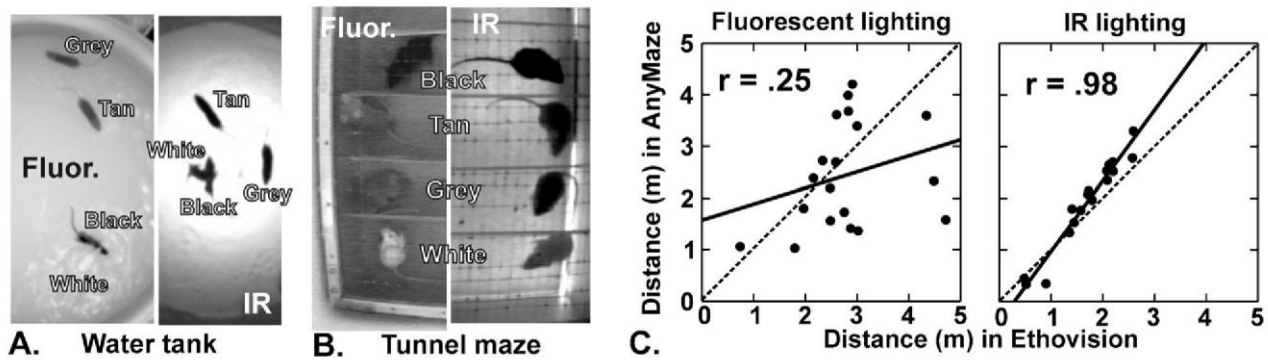 Grey
Tan
Fluor.
Black
White
Tan
White
Black
Grey
IR
A. Water tank
Fluor.
IR
Black
Tan
Grey
White
B. Tunnel maze
Fluorescent lighting
r = .25
Distance (m) in AnyMaze
5
4
3
2
1
0
0 1 2 3 4 5
IR lighting
r = .98
0 1 2 3 4 5
Distance (m) in Ethovision
C.